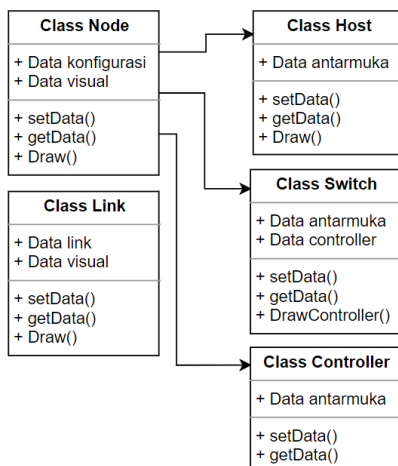 Class Node
+ Data konfigurasi
+ Data visual
+ setData()
+ getData()
+ Draw()
Class Link
+ Data link
+ Data visual
+ setData()
+ getData()
+ Draw()
Class Host
+ Data antarmuka
+ setData()
+ getData()
+ Draw()
Class Switch
+ Data antarmuka
+ Data controller
+ setData()
+ getData()
+ DrawController()
Class Controller
+ Data antarmuka
+ setData()
+ getData()